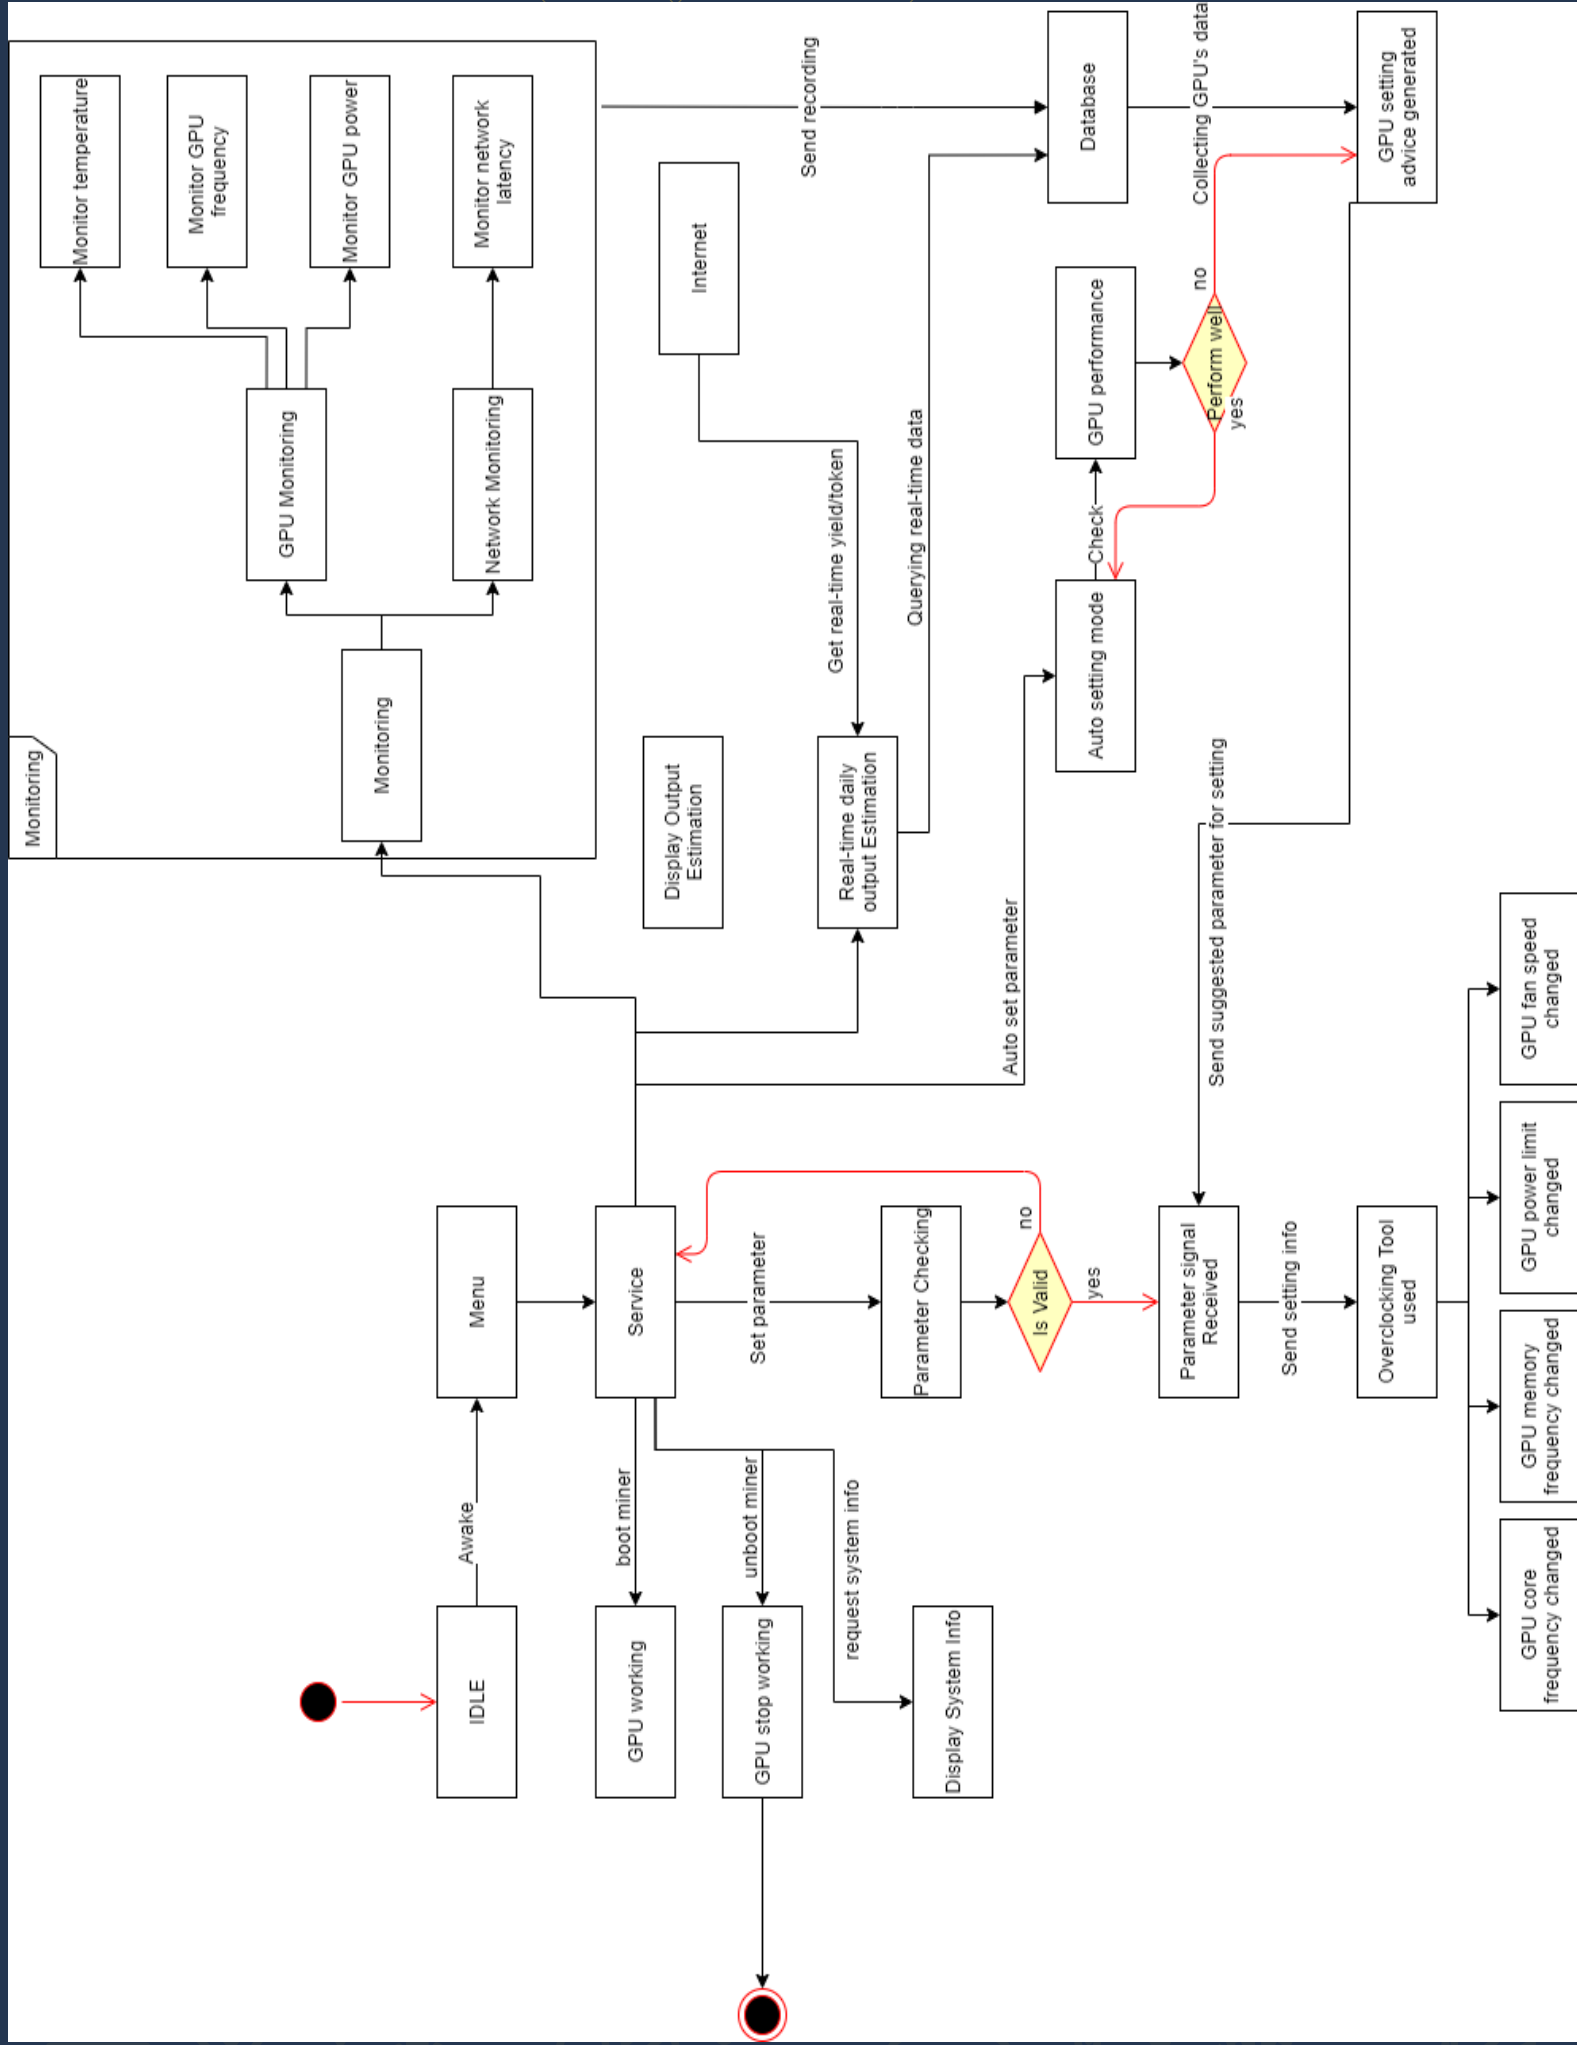 Monitoring
Monitor temperature
Monitor GPU
frequency
Monitor GPU power
Monitor network
latency
GPU Monitoring
Network Monitoring
Monitoring
Send recording
Internet
Database
Collecting GPU's data
GPU setting
advice generated
GPU performance
no
Perform well
yes
Check
Auto setting mode
Get real-time yield/token
Querying real-time data
Display Output
Estimation
Real-time daily
output Estimation
Auto set parameter
Send suggested parameter for setting
IDLE
Awake
Menu
Service
boot miner
GPU working
unboot miner
GPU stop working
request system info
Display System Info
Set parameter
Parameter Checking
Is Valid
no
yes
Parameter signal
Received
Send setting info
Overclocking Tool
used
GPU core
frequency changed
GPU memory
frequency changed
GPU power limit
changed
GPU fan speed
changed